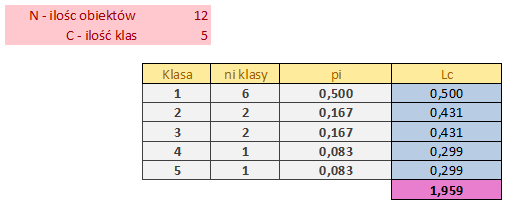 N - ilośc obiektów 12
C - ilość klas 5
Klasa ni klasy pi Lc
1 6 0,500 0,500
2 2 0,167 0,431
3 2 0,167 0,431
4 1 0,083 0,299
5 1 0,083 0,299
1,959